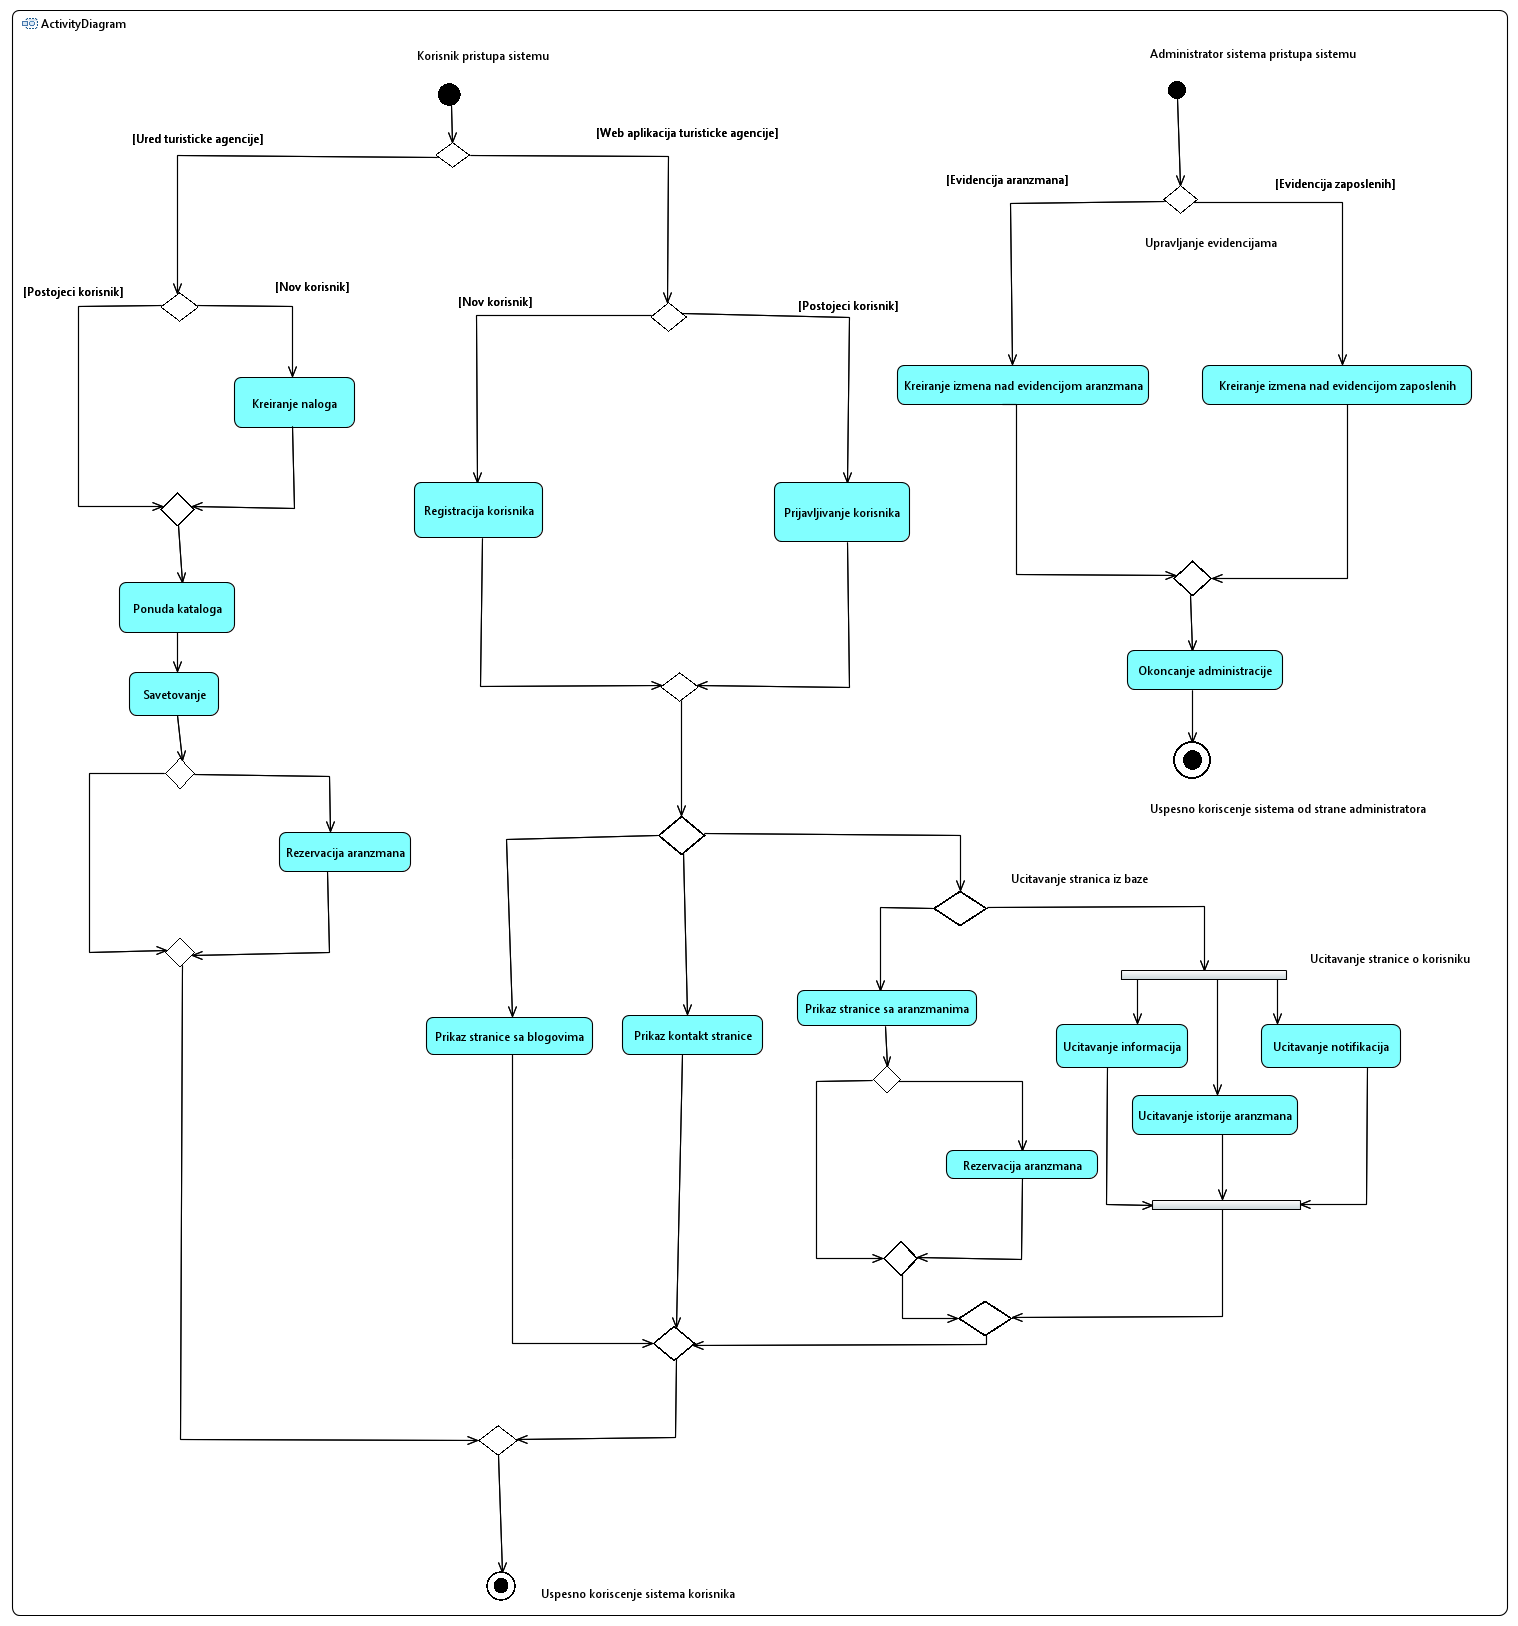 ActivityDiagram
Korisnik pristupa sistemu
Administrator sistema pristupa sistemu
[Ured turisticke agencije]
[Web aplikacija turisticke agencije]
[Evidencija aranzmana]
[Evidencija zaposlenih]
Upravljanje evidencijama
[Postojeci korisnik]
[Nov korisnik]
[Nov korisnik]
[Postojeci korisnik]
Kreiranje naloga
Kreiranje izmena nad evidencijom aranzmana
Kreiranje izmena nad evidencijom zaposlenih
Registracija korisnika
Prijavljivanje korisnika
Ponuda kataloga
Savetovanje
Okoncanje administracije
Uspesno koriscenje sistema od strane administratora
Rezervacija aranzmana
Ucitavanje stranica iz baze
Ucitavanje stranice o korisniku
Prikaz stranice sa blogovima
Prikaz kontakt stranice
Prikaz stranice sa aranzmanima
Ucitavanje informacija
Ucitavanje notifikacija
Ucitavanje istorije aranzmana
Rezervacija aranzmana
Uspesno koriscenje sistema korisnika